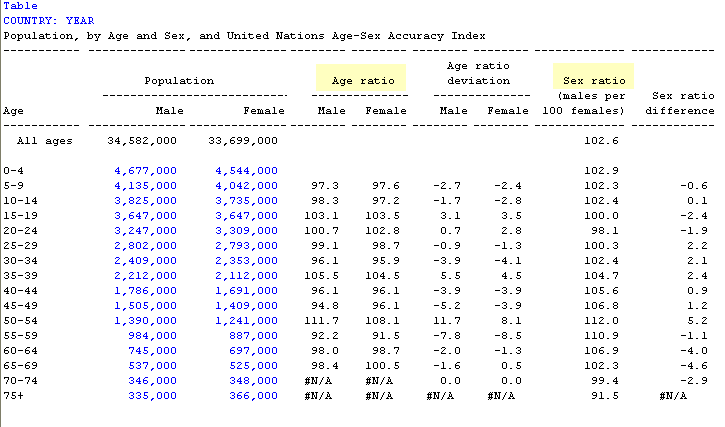 Table
COUNTRY: YEAR
Population, by Age and Sex, and United Nations Age-Sex Accuracy Index
Age ratio
Population Age ratio deviation Sex ratio
(males per Sex ratio
Age Male Female Male Female Male Female 100 females) difference
All ages 34,582,000 33,699,000 102.6
0-4 4,677,000 4,544,000 102.9
5-9 4,135,000 4,042,000 97.3 97.6 -2.7 -2.4 102.3 -0.6
10-14 3,825,000 3,735,000 98.3 97.2 -1.7 -2.8 102.4 0.1
15-19 3,647,000 3,647,000 103.1 103.5 3.1 3.5 100.0 -2.4
20-24 3,247,000 3,309,000 100.7 102.8 0.7 2.8 98.1 -1.9
25-29 2,802,000 2,793,000 99.1 98.7 -0.9 -1.3 100.3 2.2
30-34 2,409,000 2,353,000 96.1 95.9 -3.9 -4.1 102.4 2.1
35-39 2,212,000 2,112,000 105.5 104.5 5.5 4.5 104.7 2.4
40-44 1,786,000 1,691,000 96.1 96.1 -3.9 -3.9 105.6 0.9
45-49 1,505,000 1,409,000 94.8 96.1 -5.2 -3.9 106.8 1.2
50-54 1,390,000 1,241,000 111.7 108.1 11.7 8.1 112.0 5.2
55-59 984,000 887,000 92.2 91.5 -7.8 -8.5 110.9 -1.1
60-64 745,000 697,000 98.0 98.7 -2.0 -1.3 106.9 -4.0
65-69 537,000 525,000 98.4 100.5 -1.6 0.5 102.3 -4.6
70-74 346,000 348,000 #N/A #N/A 0.0 0.0 99.4 -2.9
75+ 335,000 366,000 #N/A #N/A #N/A #N/A 91.5 #N/A